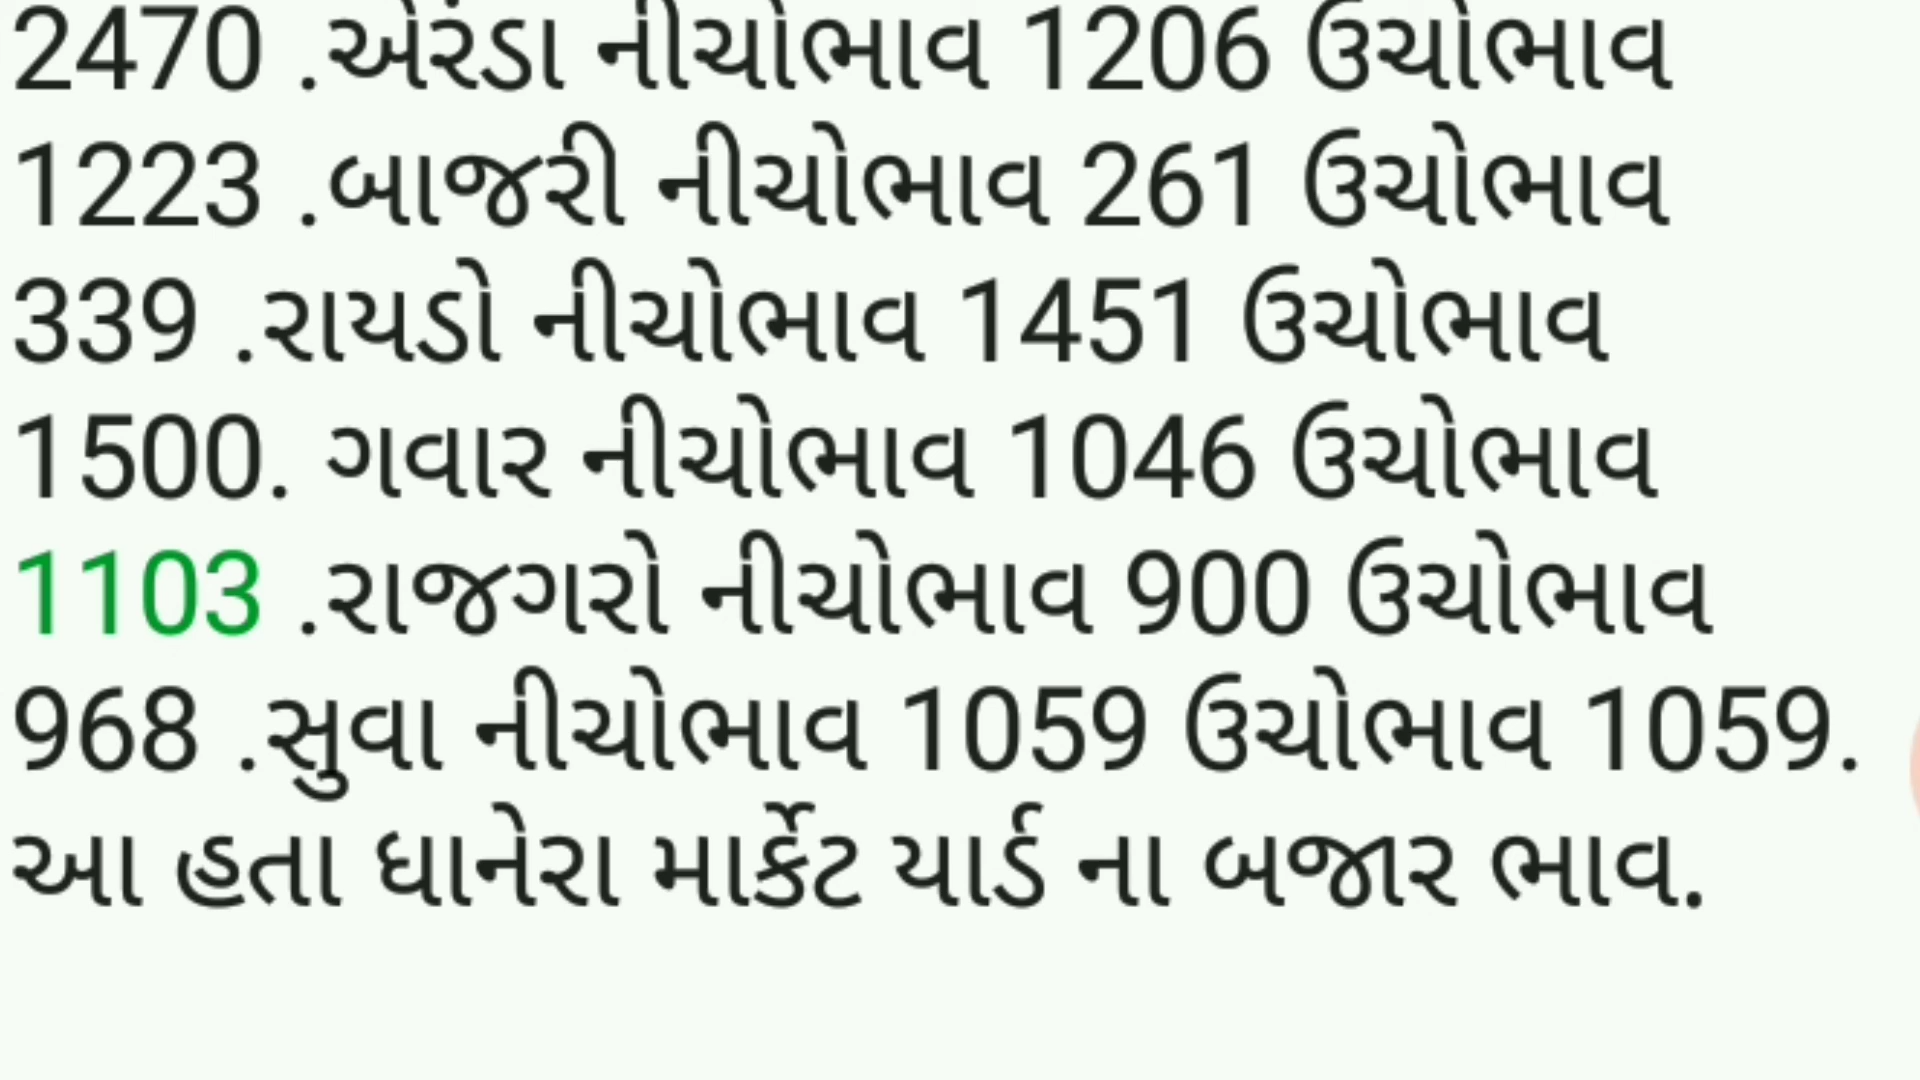 2470 .એરંડા નીચોભાવ 1206 ઉચોભાવ
1223 .બાજરી નીચોભાવ 261 ઉચોભાવ
339 .રાયડો નીચોભાવ 1451 ઉચોભાવ
1500. ગવાર નીચોભાવ 1046 ઉચોભાવ
1103 .રાજગરો નીચોભાવ 900 ઉચોભાવ
968 .સુવા નીચોભાવ 1059 ઉચોભાવ 1059.
આ હતા ધાનેરા માર્કેટ યાર્ડ ના બજાર ભાવ.